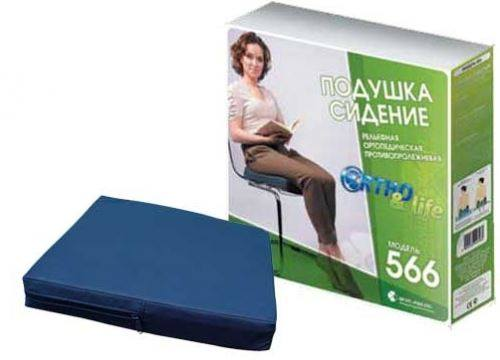 ПОДУШКА
СИДЕНИЕ
РЕЛЬЕФНАЯ
ОРТОПЕДИЧЕСКАЯ
ПРОТИВОПРОЛЕЖНЕВАЯ
ORTHO
life
МОДЕЛЬ
566